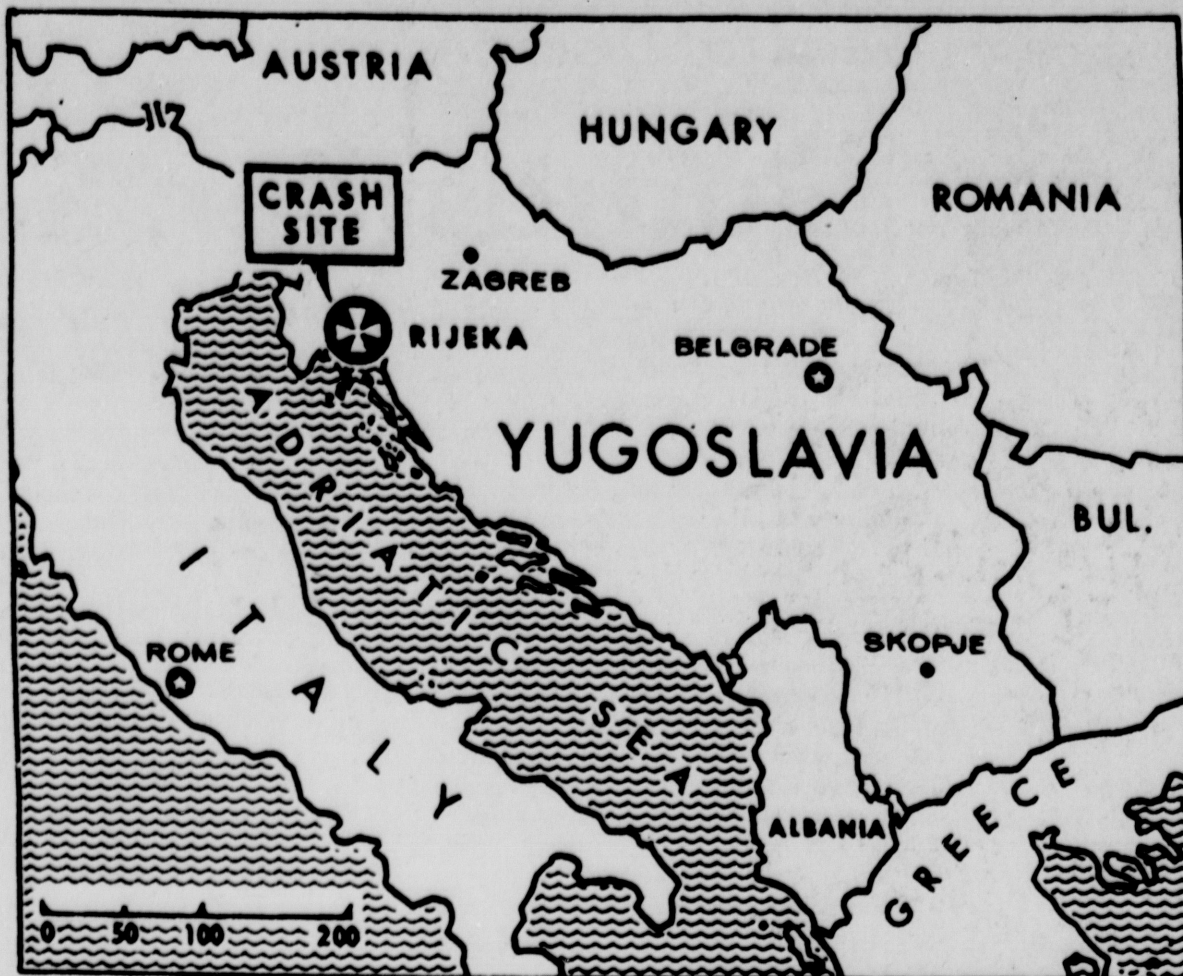 AUSTRIA
HUNGARY
ROMANIA
CRASH
SITE
ZAGREB
RIJEKA
BELGRADE
YUGOSLAVIA
BUL.
ADRIATIC SEA
ITALY
ROME
SKOPJE
ALBANIA
GREECE
0 50 100 200